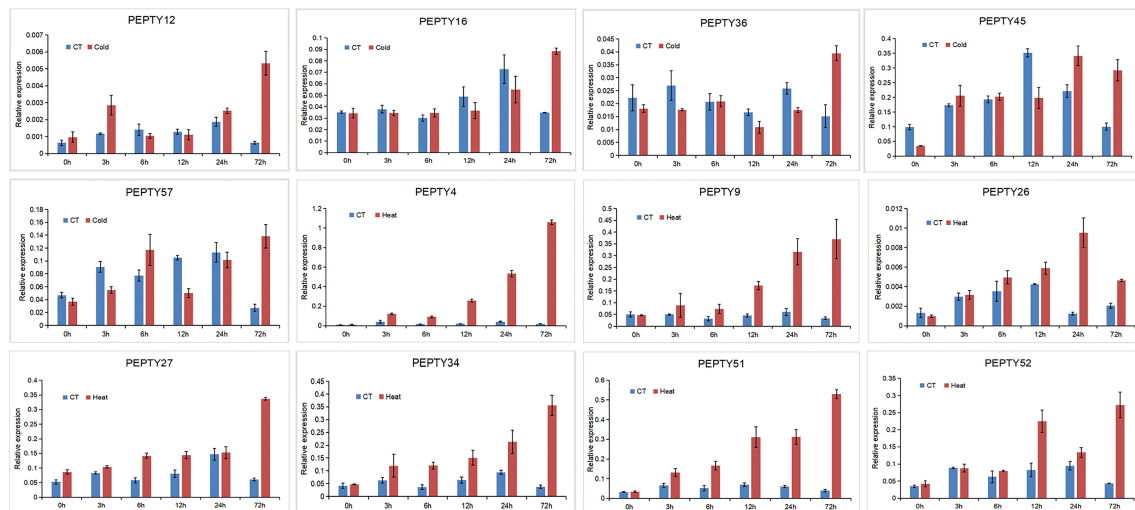 PEPTY12
Relative expression
0.007
0.006
0.005
0.004
0.003
0.002
0.001
0
CT Cold
0h 3h 6h 12h 24h 72h
PEPTY16
Relative expression
0.1
0.09
0.08
0.07
0.06
0.05
0.04
0.03
0.02
0.01
0
CT Cold
0h 3h 6h 12h 24h 72h
PEPTY36
Relative expression
0.045
0.04
0.035
0.03
0.025
0.02
0.015
0.01
0.005
0
CT Cold
0h 3h 6h 12h 24h 72h
PEPTY45
Relative expression
0.4
0.35
0.3
0.25
0.2
0.15
0.1
0.05
0
CT Cold
0h 3h 6h 12h 24h 72h
PEPTY57
Relative expression
0.18
0.16
0.14
0.12
0.1
0.08
0.06
0.04
0.02
0
CT Cold
0h 3h 6h 12h 24h 72h
PEPTY4
Relative expression
1.2
1
0.8
0.6
0.4
0.2
0
CT Heat
0h 3h 6h 12h 24h 72h
PEPTY9
Relative expression
0.5
0.45
0.4
0.35
0.3
0.25
0.2
0.15
0.1
0.05
0
CT Heat
0h 3h 6h 12h 24h 72h
PEPTY26
Relative expression
0.012
0.01
0.008
0.006
0.004
0.002
0
CT Heat
0h 3h 6h 12h 24h 72h
PEPTY27
Relative expression
0.4
0.35
0.3
0.25
0.2
0.15
0.1
0.05
0
CT Heat
0h 3h 6h 12h 24h 72h
PEPTY34
Relative expression
0.45
0.4
0.35
0.3
0.25
0.2
0.15
0.1
0.05
0
CT Heat
0h 3h 6h 12h 24h 72h
PEPTY51
Relative expression
0.6
0.5
0.4
0.3
0.2
0.1
0
CT Heat
0h 3h 6h 12h 24h 72h
PEPTY52
Relative expression
0.35
0.3
0.25
0.2
0.15
0.1
0.05
0
CT Heat
0h 3h 6h 12h 24h 72h